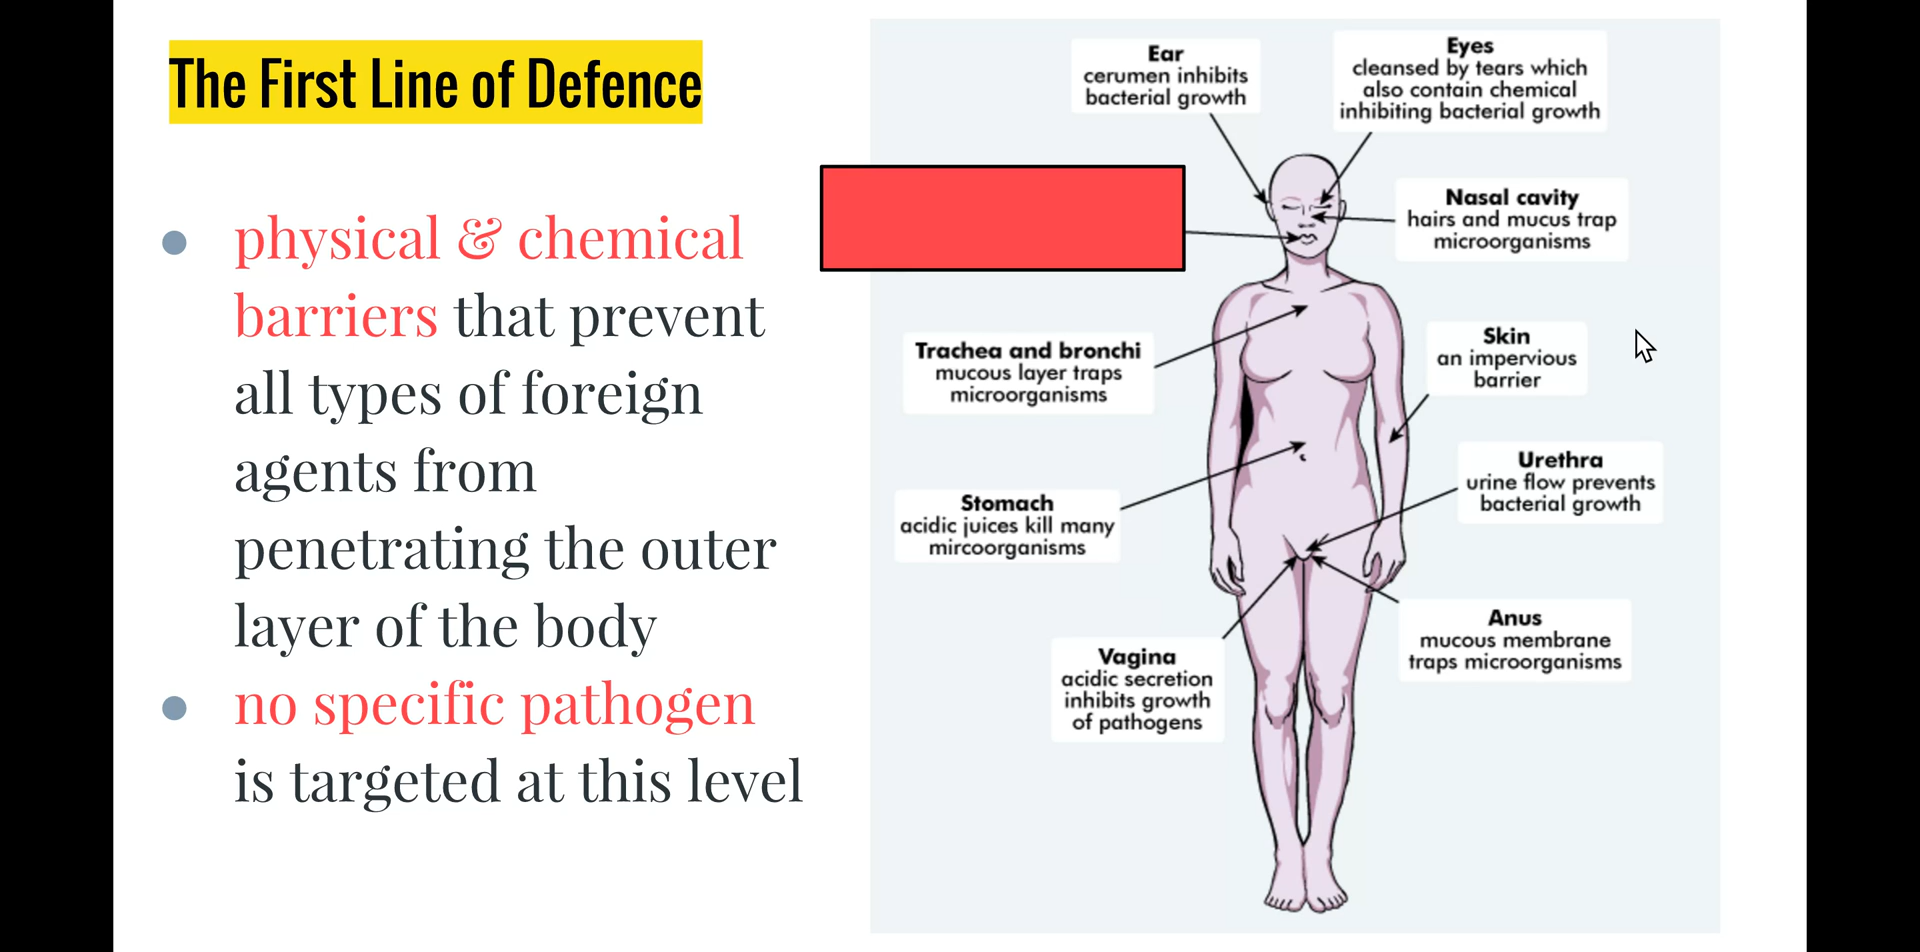 The First Line of Defence
physical & chemical
barriers that prevent
all types of foreign
agents from
penetrating the outer
layer of the body
no specific pathogen
is targeted at this level
Ear
cerumen inhibits
bacterial growth
Eyes
cleansed by tears which
also contain chemical
inhibiting bacterial growth
Nasal cavity
hairs and mucus trap
microorganisms
Trachea and bronchi
mucous layer traps
microorganisms
Skin
an impervious
barrier
Stomach
acidic juices kill many
mircoorganisms
Urethra
urine flow prevents
bacterial growth
Vagina
acidic secretion
inhibits growth
of pathogens
Anus
mucous membrane
traps microorganisms